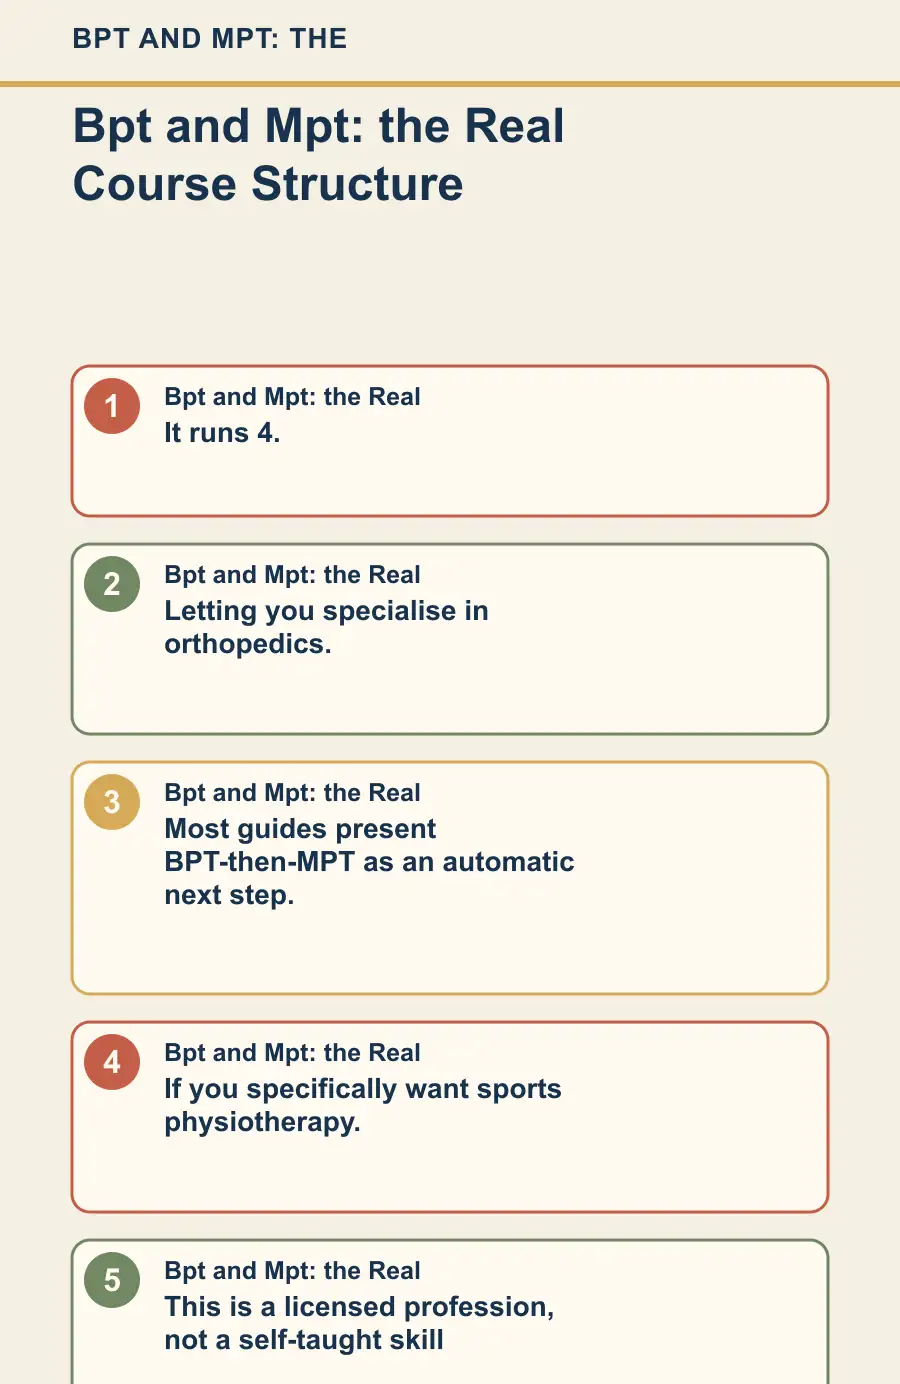 BPT AND MPT: THE
Bpt and Mpt: the Real
Course Structure
1
Bpt and Mpt: the Real
It runs 4.
2
Bpt and Mpt: the Real
Letting you specialise in
orthopedics.
3
Bpt and Mpt: the Real
Most guides present
BPT-then-MPT as an automatic
next step.
4
Bpt and Mpt: the Real
If you specifically want sports
physiotherapy.
5
Bpt and Mpt: the Real
This is a licensed profession,
not a self-taught skill